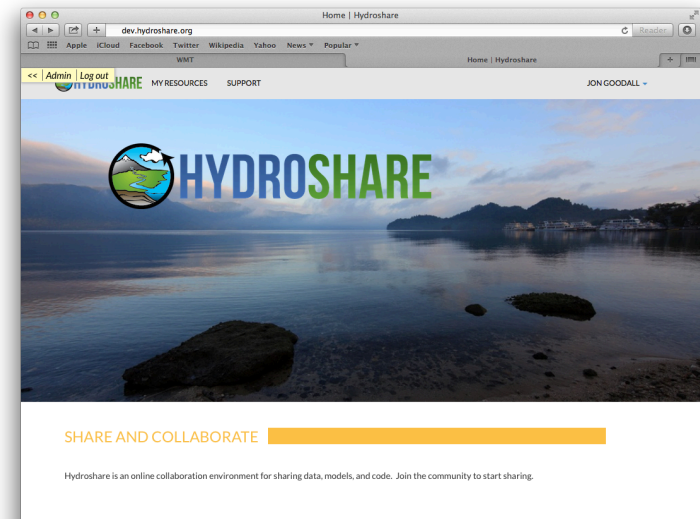 Home | Hydroshare
dev.hydroshare.org
Reader
Apple iCloud Facebook Twitter Wikipedia Yahoo News Popular
WMT Home | Hydroshare
<< Admin Log out
HYDROSHARE MY RESOURCES SUPPORT JON GOODALL
HYDROSHARE
SHARE AND COLLABORATE
Hydroshare is an online collaboration environment for sharing data, models, and code. Join the community to start sharing.